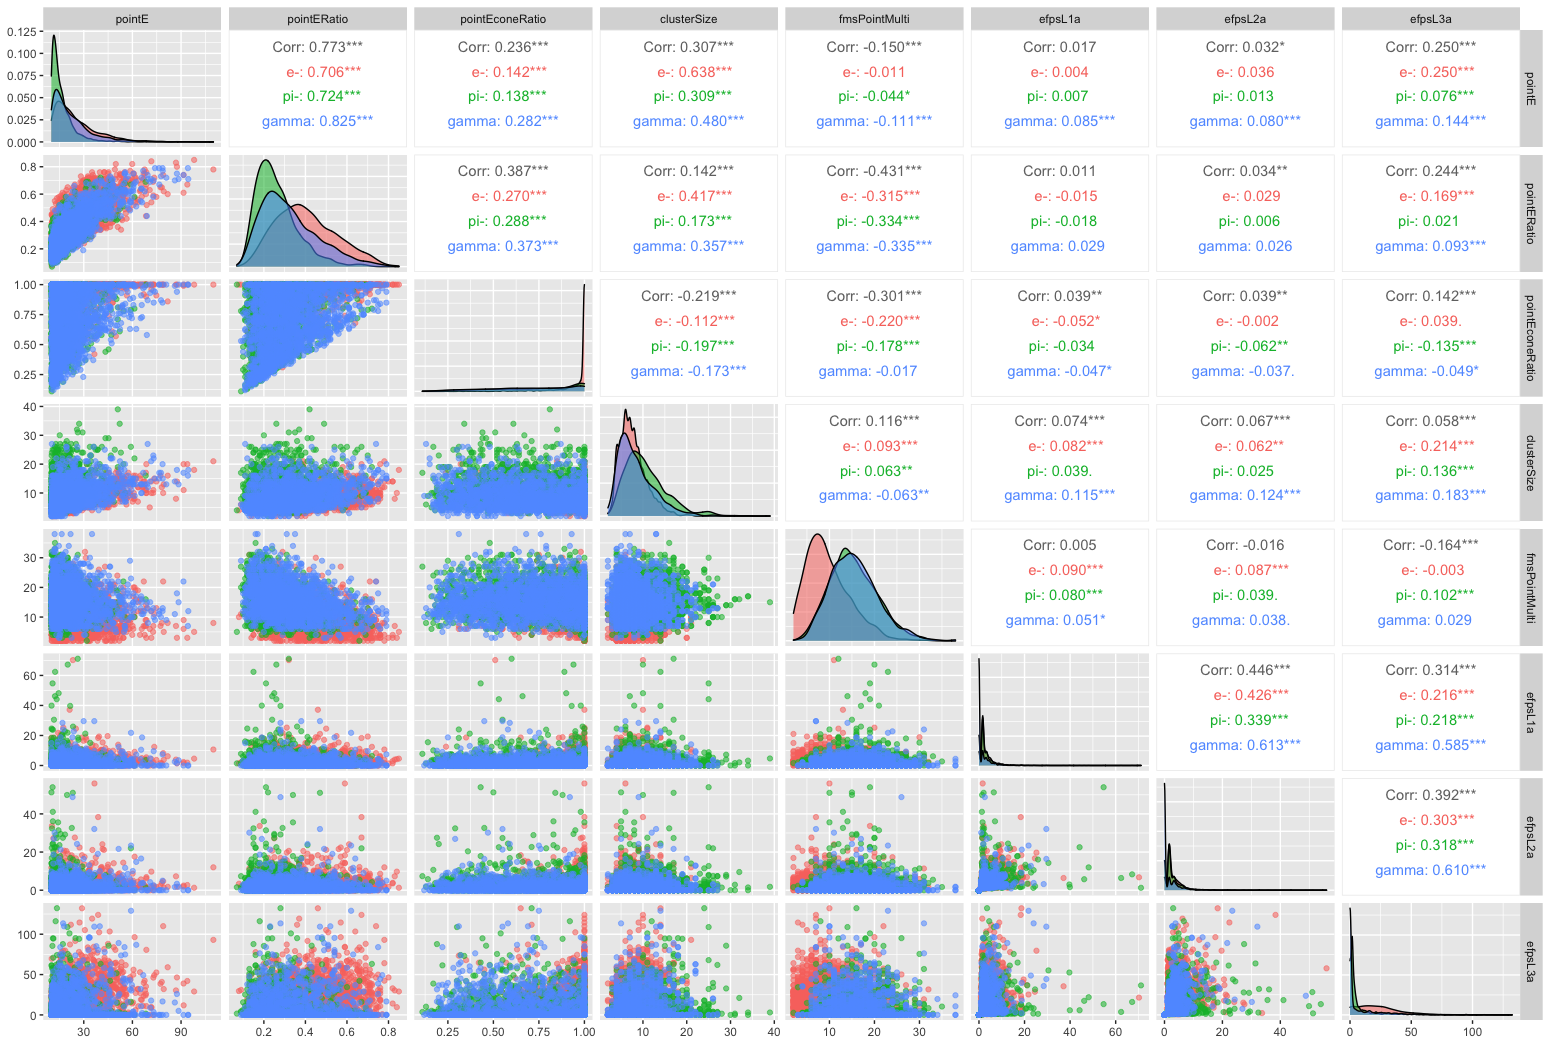 pointE pointERatio pointEconeRatio clusterSize fmsPointMulti efpsL1a efpsL2a efpsL3a
0.125
0.100
0.075
0.050
0.025
0.000
Corr: 0.773***
e-: 0.706***
pi-: 0.724***
gamma: 0.825***
Corr: 0.236***
e-: 0.142***
pi-: 0.138***
gamma: 0.282***
Corr: 0.307***
e-: 0.638***
pi-: 0.309***
gamma: 0.480***
Corr: -0.150***
e-: -0.011
pi-: -0.044*
gamma: -0.111***
Corr: 0.017
e-: 0.004
pi-: 0.007
gamma: 0.085***
Corr: 0.032*
e-: 0.036
pi-: 0.013
gamma: 0.080***
Corr: 0.250***
e-: 0.250***
pi-: 0.076***
gamma: 0.144***
pointE
0.8
0.6
0.4
0.2
Corr: 0.387***
e-: 0.270***
pi-: 0.288***
gamma: 0.373***
Corr: 0.142***
e-: 0.417***
pi-: 0.173***
gamma: 0.357***
Corr: -0.431***
e-: -0.315***
pi-: -0.334***
gamma: -0.335***
Corr: 0.011
e-: -0.015
pi-: -0.018
gamma: 0.029
Corr: 0.034**
e-: 0.029
pi-: 0.006
gamma: 0.026
Corr: 0.244***
e-: 0.169***
pi-: 0.021
gamma: 0.093***
pointERatio
1.00
0.75
0.50
0.25
Corr: -0.219***
e-: -0.112***
pi-: -0.197***
gamma: -0.173***
Corr: -0.301***
e-: -0.220***
pi-: -0.178***
gamma: -0.017
Corr: 0.039**
e-: -0.052*
pi-: -0.034
gamma: -0.047*
Corr: 0.039**
e-: -0.002
pi-: -0.062**
gamma: -0.037.
Corr: 0.142***
e-: 0.039.
pi-: -0.135***
gamma: -0.049*
pointEconeRatio
40
30
20
10
Corr: 0.116***
e-: 0.093***
pi-: 0.063**
gamma: -0.063**
Corr: 0.074***
e-: 0.082***
pi-: 0.039.
gamma: 0.115***
Corr: 0.067***
e-: 0.062**
pi-: 0.025
gamma: 0.124***
Corr: 0.058***
e-: 0.214***
pi-: 0.136***
gamma: 0.183***
clusterSize
30
20
10
Corr: 0.005
e-: 0.090***
pi-: 0.080***
gamma: 0.051*
Corr: -0.016
e-: 0.087***
pi-: 0.039.
gamma: 0.038.
Corr: -0.164***
e-: -0.003
pi-: 0.102***
gamma: 0.029
fmsPointMulti
60
40
20
0
Corr: 0.446***
e-: 0.426***
pi-: 0.339***
gamma: 0.613***
Corr: 0.314***
e-: 0.216***
pi-: 0.218***
gamma: 0.585***
efpsL1a
40
20
0
Corr: 0.392***
e-: 0.303***
pi-: 0.318***
gamma: 0.610***
efpsL2a
100
50
0
efpsL3a
30 60 90 0.2 0.4 0.6 0.8 0.25 0.50 0.75 1.00 10 20 30 40 10 20 30 0 20 40 60 0 20 40 0 50 100